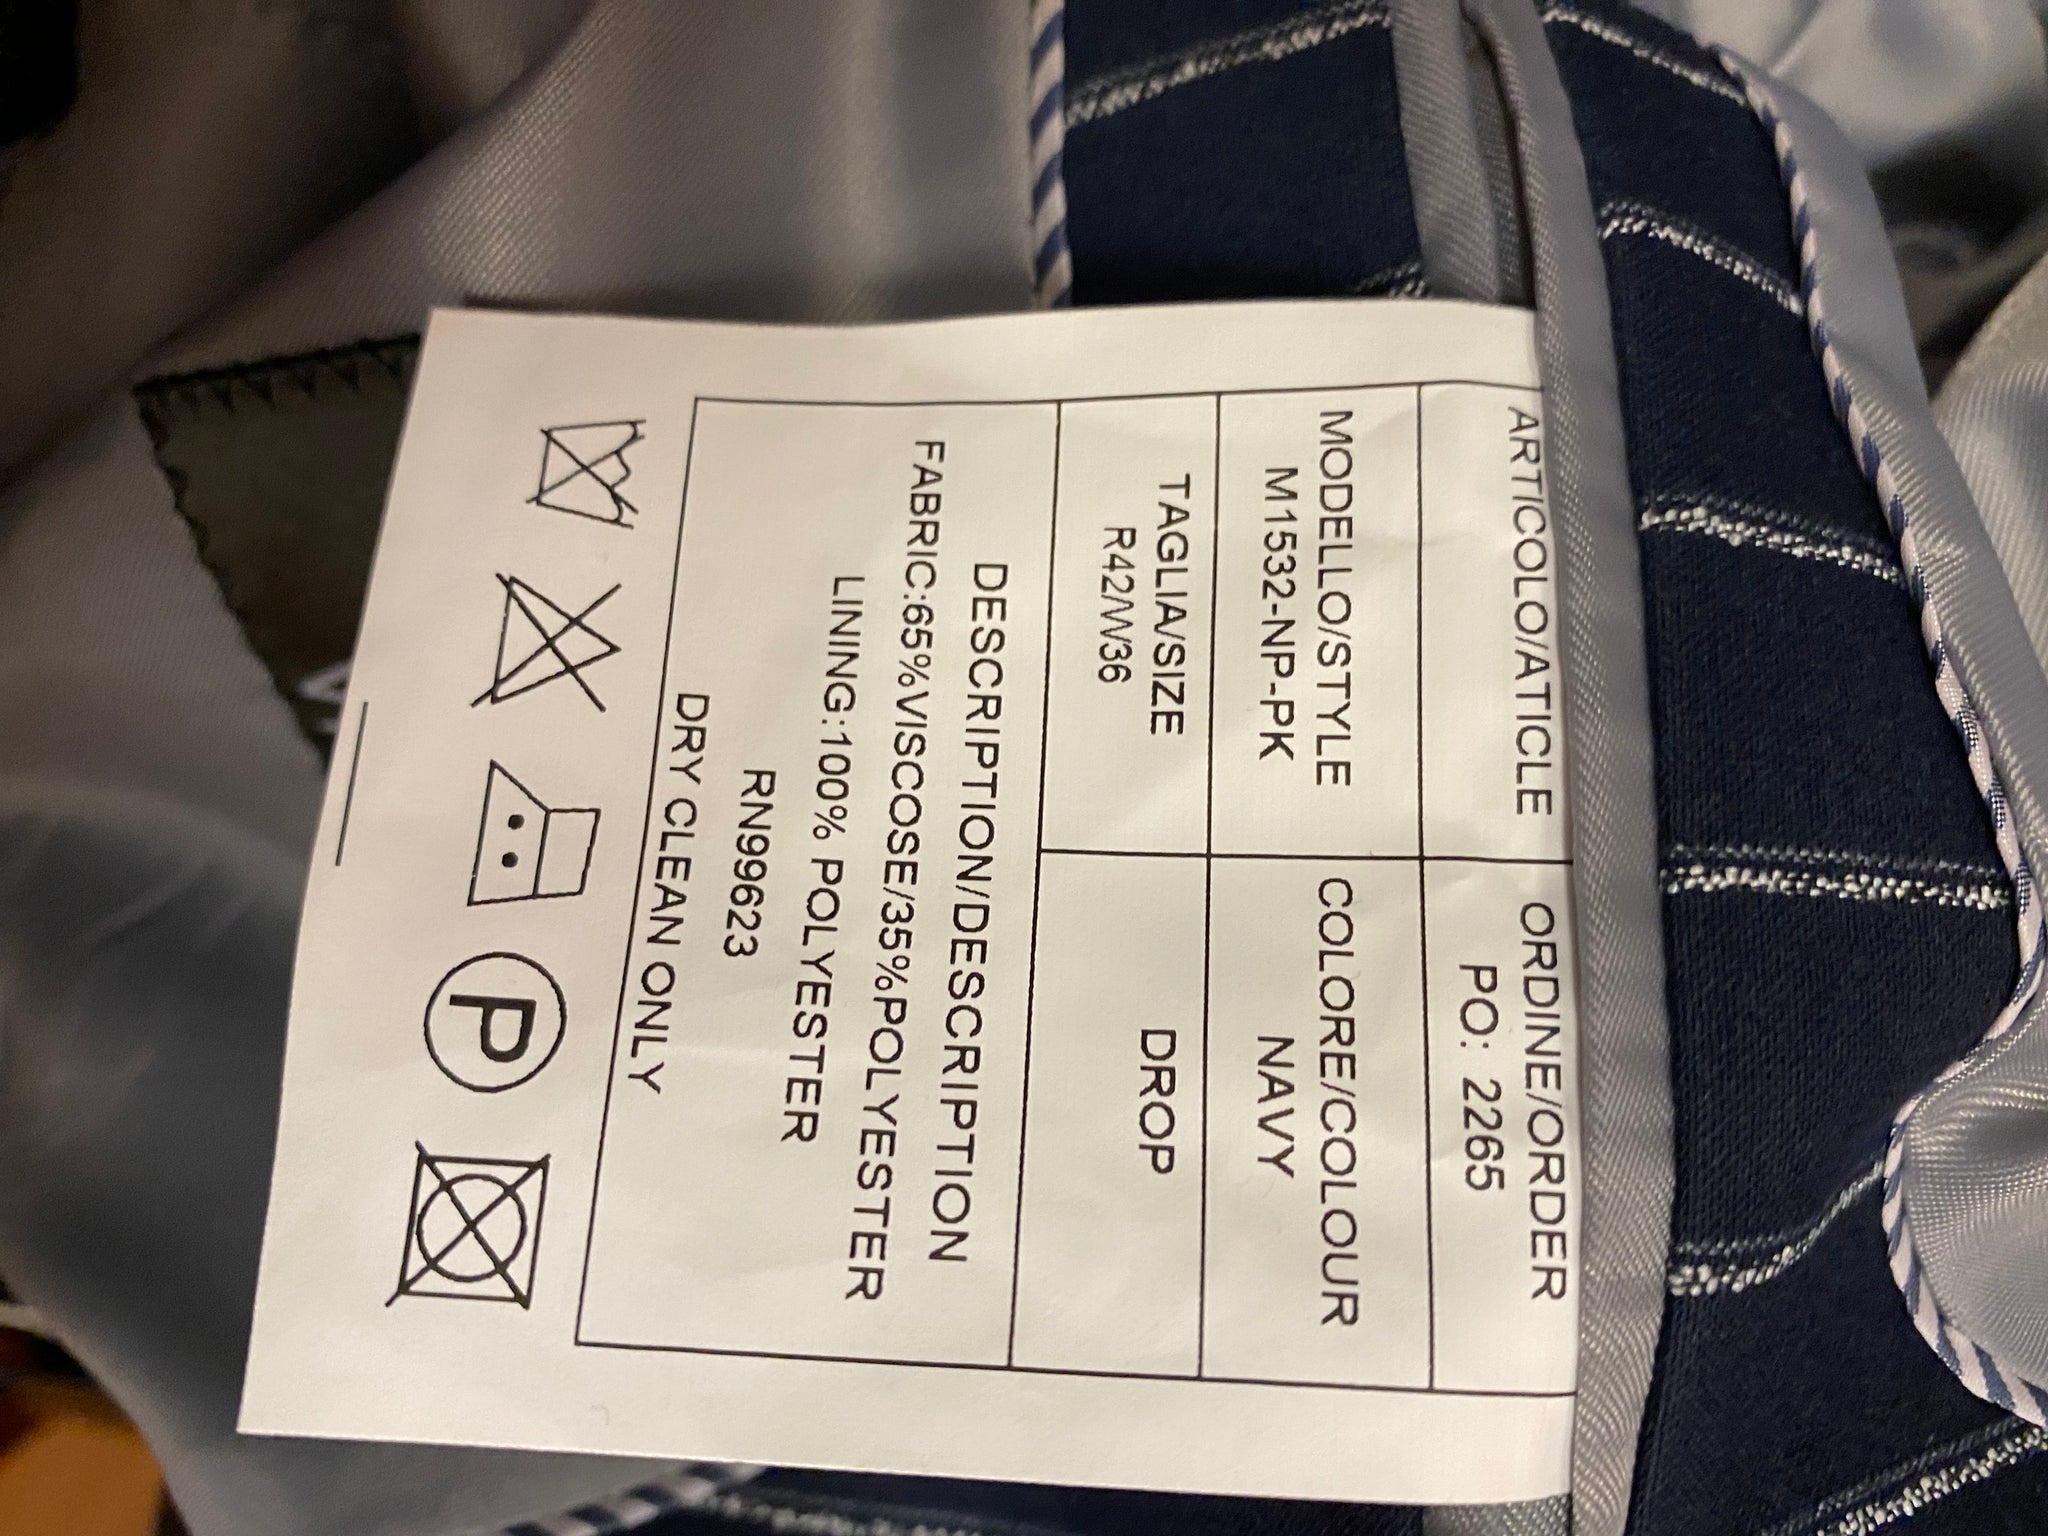 ARTICOLO/ATICLE
ORDINE/ORDER
PO: 2265
MODELLO/STYLE
M1532-NP-PK
COLORE/COLOUR
NAVY
TAGLIA/SIZE
R42/W36
DROP
DESCRIPTION/DESCRIPTION
FABRIC:65%VISCOSE/35%POLYESTER
LINING:100% POLYESTER
RN99623
DRY CLEAN ONLY
P